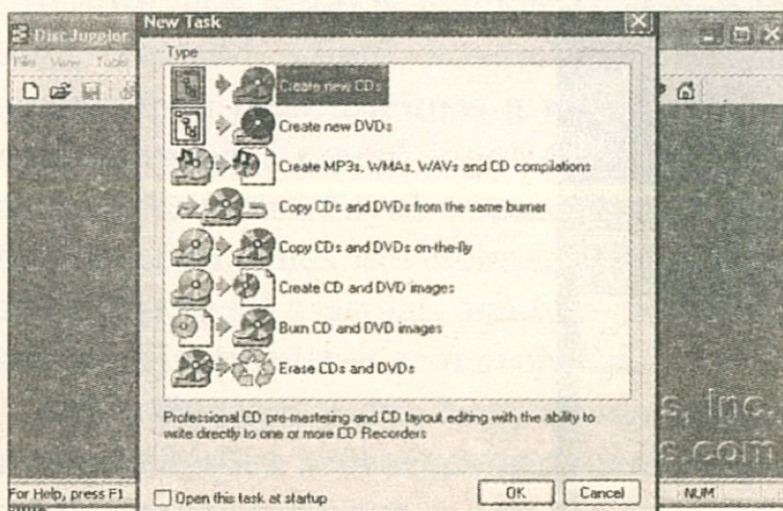 New Task
Disc Juggler
File View Tools
Type
Create new CDs
Create new DVDs
Create MP3s, WMAs, WAVs and CD compilations
Copy CDs and DVDs from the same burner
Copy CDs and DVDs on-the-fly
Create CD and DVD images
Burn CD and DVD images
Erase CDs and DVDs
Professional CD pre-mastering and CD layout editing with the ability to
write directly to one or more CD Recorders
s, Inc.
s.com
For Help, press F1
Open this task at startup
OK
Cancel
NUM